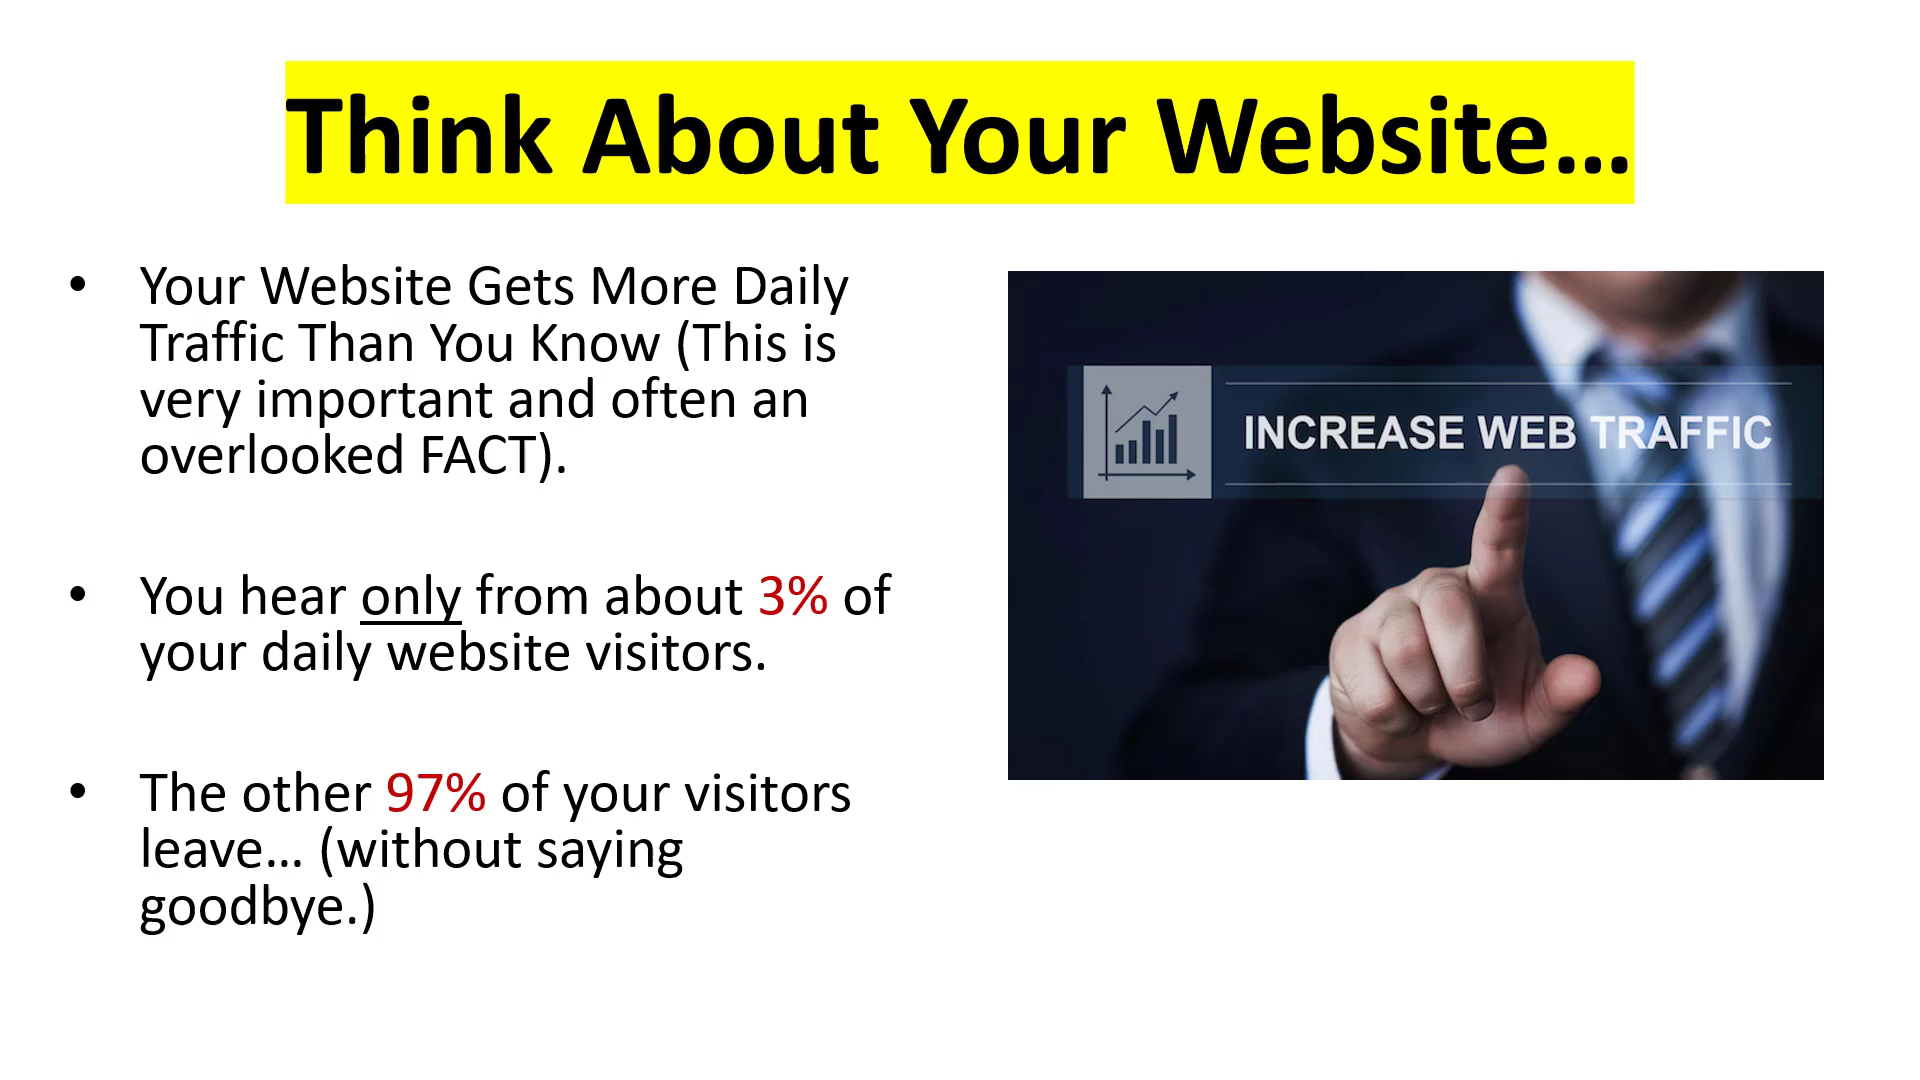 Think About Your Website...
• Your Website Gets More Daily
Traffic Than You Know (This is
very important and often an
overlooked FACT).
INCREASE WEB TRAFFIC
• You hear only from about 3% of
your daily website visitors.
• The other 97% of your visitors
leave... (without saying
goodbye.)